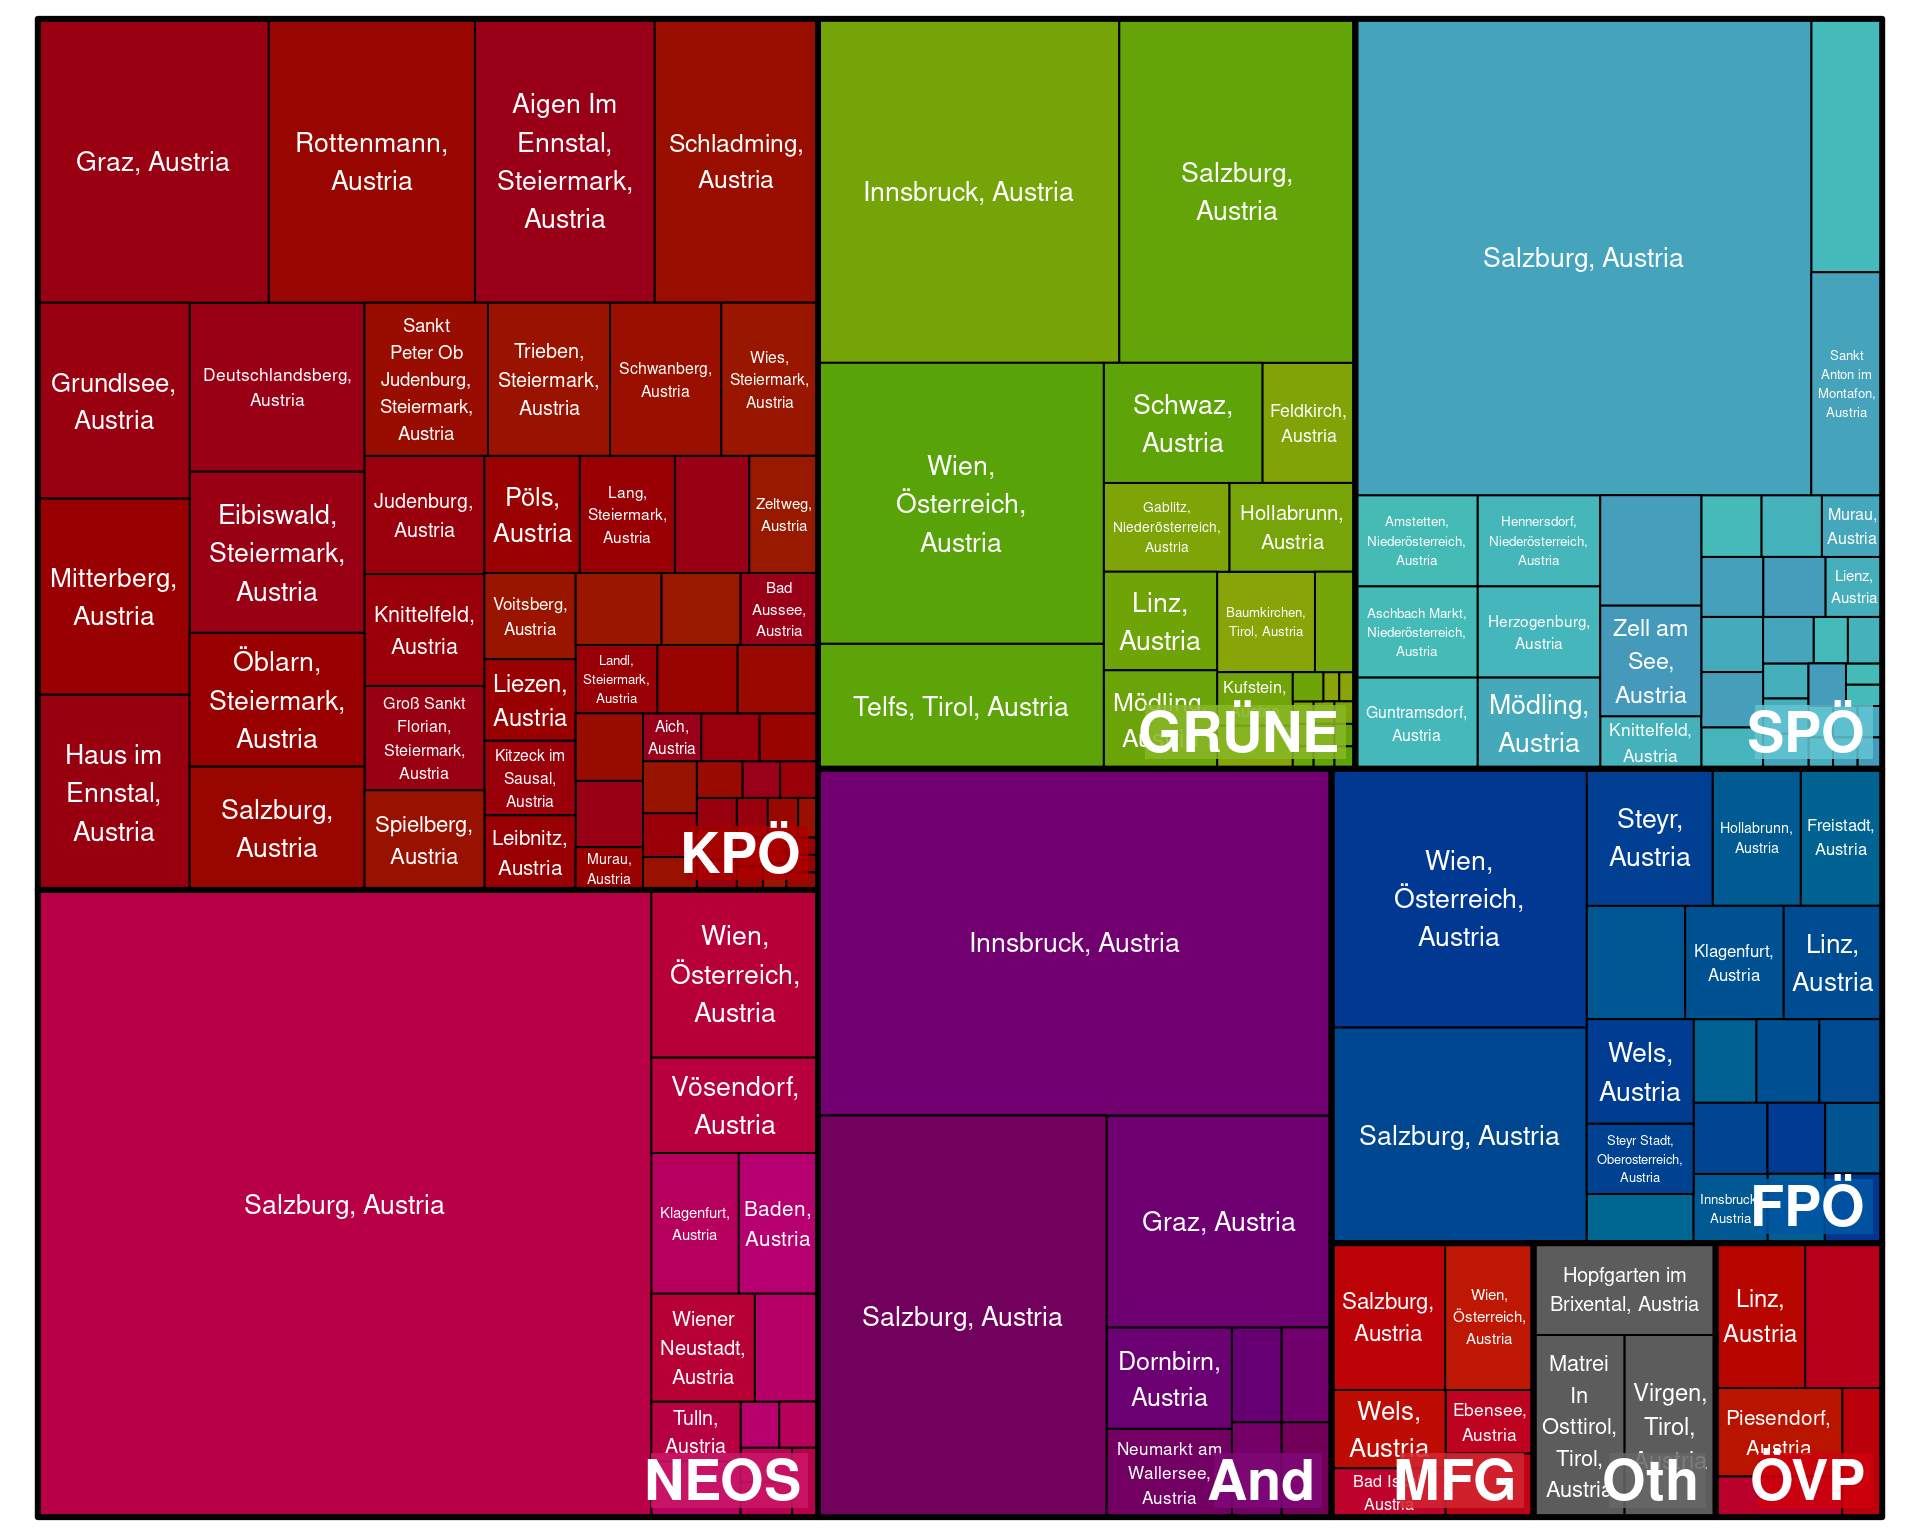 Graz, Austria
Rottenmann,
Austria
Aigen Im
Ennstal,
Steiermark,
Austria
Schladming,
Austria
Grundlsee,
Austria
Deutschlandsberg,
Austria
Sankt
Peter Ob
Judenburg,
Steiermark,
Austria
Trieben,
Steiermark,
Austria
Schwanberg,
Austria
Wies,
Steiermark,
Austria
Mitterberg,
Austria
Eibiswald,
Steiermark,
Austria
Judenburg,
Austria
Pöls,
Austria
Lang,
Steiermark,
Austria
Zeltweg,
Austria
Knittelfeld,
Austria
Voitsberg,
Austria
Bad
Aussee,
Austria
Haus im
Ennstal,
Austria
Öblarn,
Steiermark,
Austria
Liezen,
Austria
Landl,
Steiermark,
Austria
Groß Sankt
Florian,
Steiermark,
Austria
Kitzeck im
Sausal,
Austria
Aich,
Austria
Salzburg,
Austria
Spielberg,
Austria
Leibnitz,
Austria
Murau,
Austria
KPÖ
Innsbruck, Austria
Salzburg,
Austria
Wien,
Österreich,
Austria
Schwaz,
Austria
Feldkirch,
Austria
Gablitz,
Niederösterreich,
Austria
Hollabrunn,
Austria
Linz,
Austria
Baumkirchen,
Tirol, Austria
Telfs, Tirol, Austria
Mödling,
Austria
Kufstein,
GRÜNE
Salzburg, Austria
Sankt
Anton im
Montafon,
Austria
Amstetten,
Niederösterreich,
Austria
Hennersdorf,
Niederösterreich,
Austria
Murau,
Austria
Lienz,
Austria
Aschbach Markt,
Niederösterreich,
Austria
Herzogenburg,
Austria
Zell am
See,
Austria
Guntramsdorf,
Austria
Mödling,
Austria
Knittelfeld,
Austria
SPÖ
Salzburg, Austria
Wien,
Österreich,
Austria
Vösendorf,
Austria
Klagenfurt,
Austria
Baden,
Austria
Wiener
Neustadt,
Austria
Tulln,
Austria
NEOS
Innsbruck, Austria
Salzburg, Austria
Graz, Austria
Dornbirn,
Austria
Neumarkt am
Wallersee,
Austria
And
Wien,
Österreich,
Austria
Steyr,
Austria
Hollabrunn,
Austria
Freistadt,
Austria
Klagenfurt,
Austria
Linz,
Austria
Salzburg, Austria
Wels,
Austria
Steyr Stadt,
Oberosterreich,
Austria
Innsbruck,
Austria
FPÖ
Salzburg,
Austria
Wien,
Österreich,
Austria
Wels,
Austria
Ebensee,
Austria
Bad
Austria
MFG
Hopfgarten im
Brixental, Austria
Matrei
In
Osttirol,
Tirol,
Austria
Virgen,
Tirol,
Austria
Oth
Linz,
Austria
Piesendorf,
Austria
ÖVP